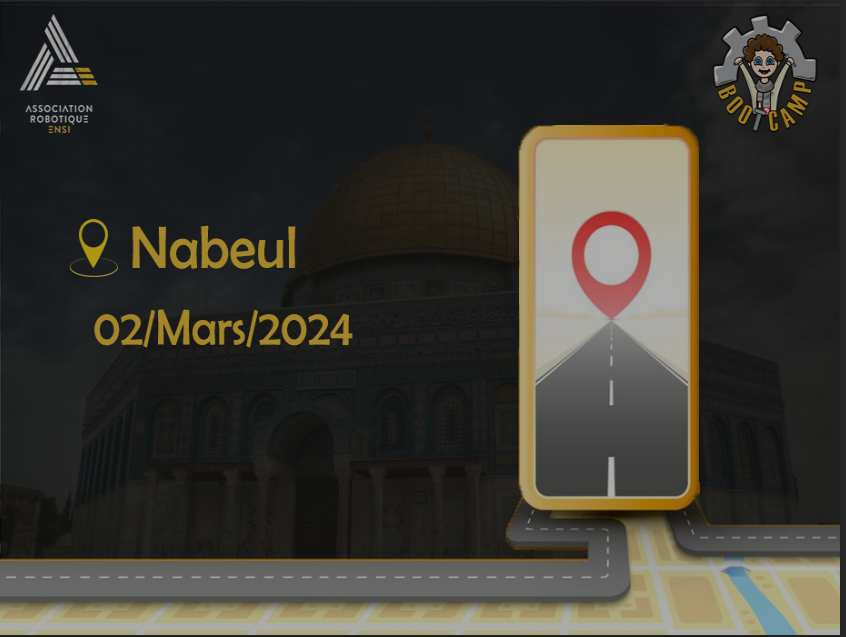 ASSOCIATION
ROBOTIQUE
ENSI
BOOTCAMP
Nabeul
02/Mars/2024